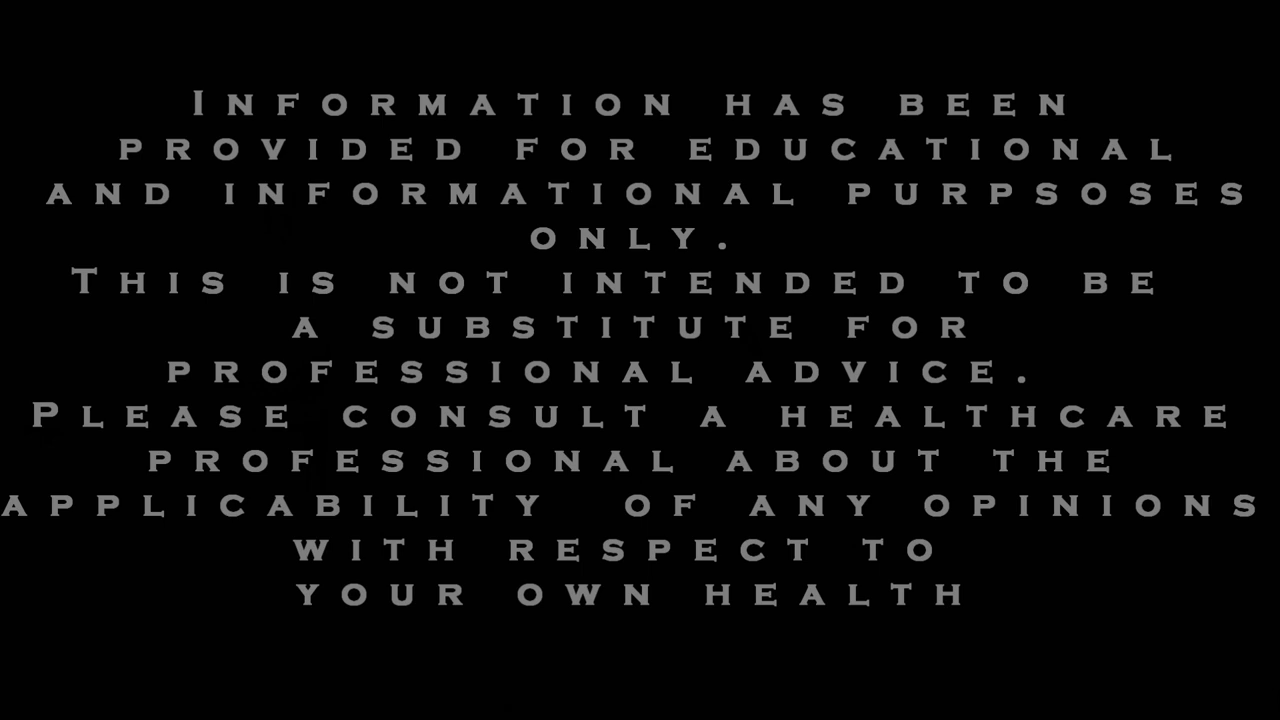 Information has been
provided for educational
and informational purpsoses
only.
This is not intended to be
a substitute for
professional advice.
Please consult a healthcare
professional about the
applicability of any opinions
with respect to
your own health